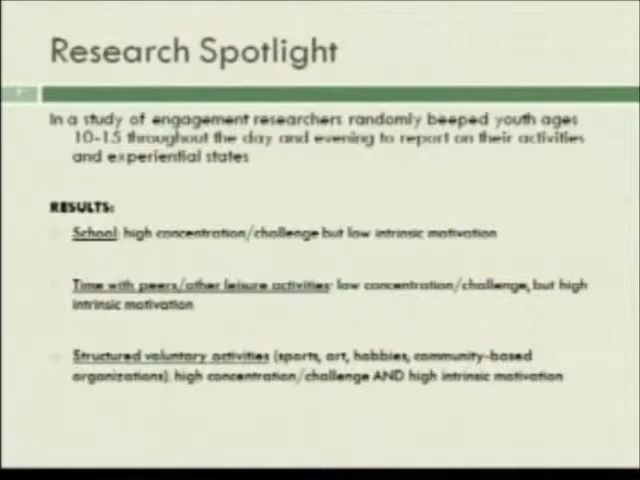 Research Spotlight
In a study of engagement researchers randomly beeped youth ages
10-15 throughout the day and evening to report on their activities
and experiential states
RESULTS:
School: high concentration/challenge but low intrinsic motivation
Time with peers/other leisure activities: low concentration/challenge, but high
intrinsic motivation
Structured voluntary activities (sports, art, hobbies, community-based
organizations): high concentration/challenge AND high intrinsic motivation